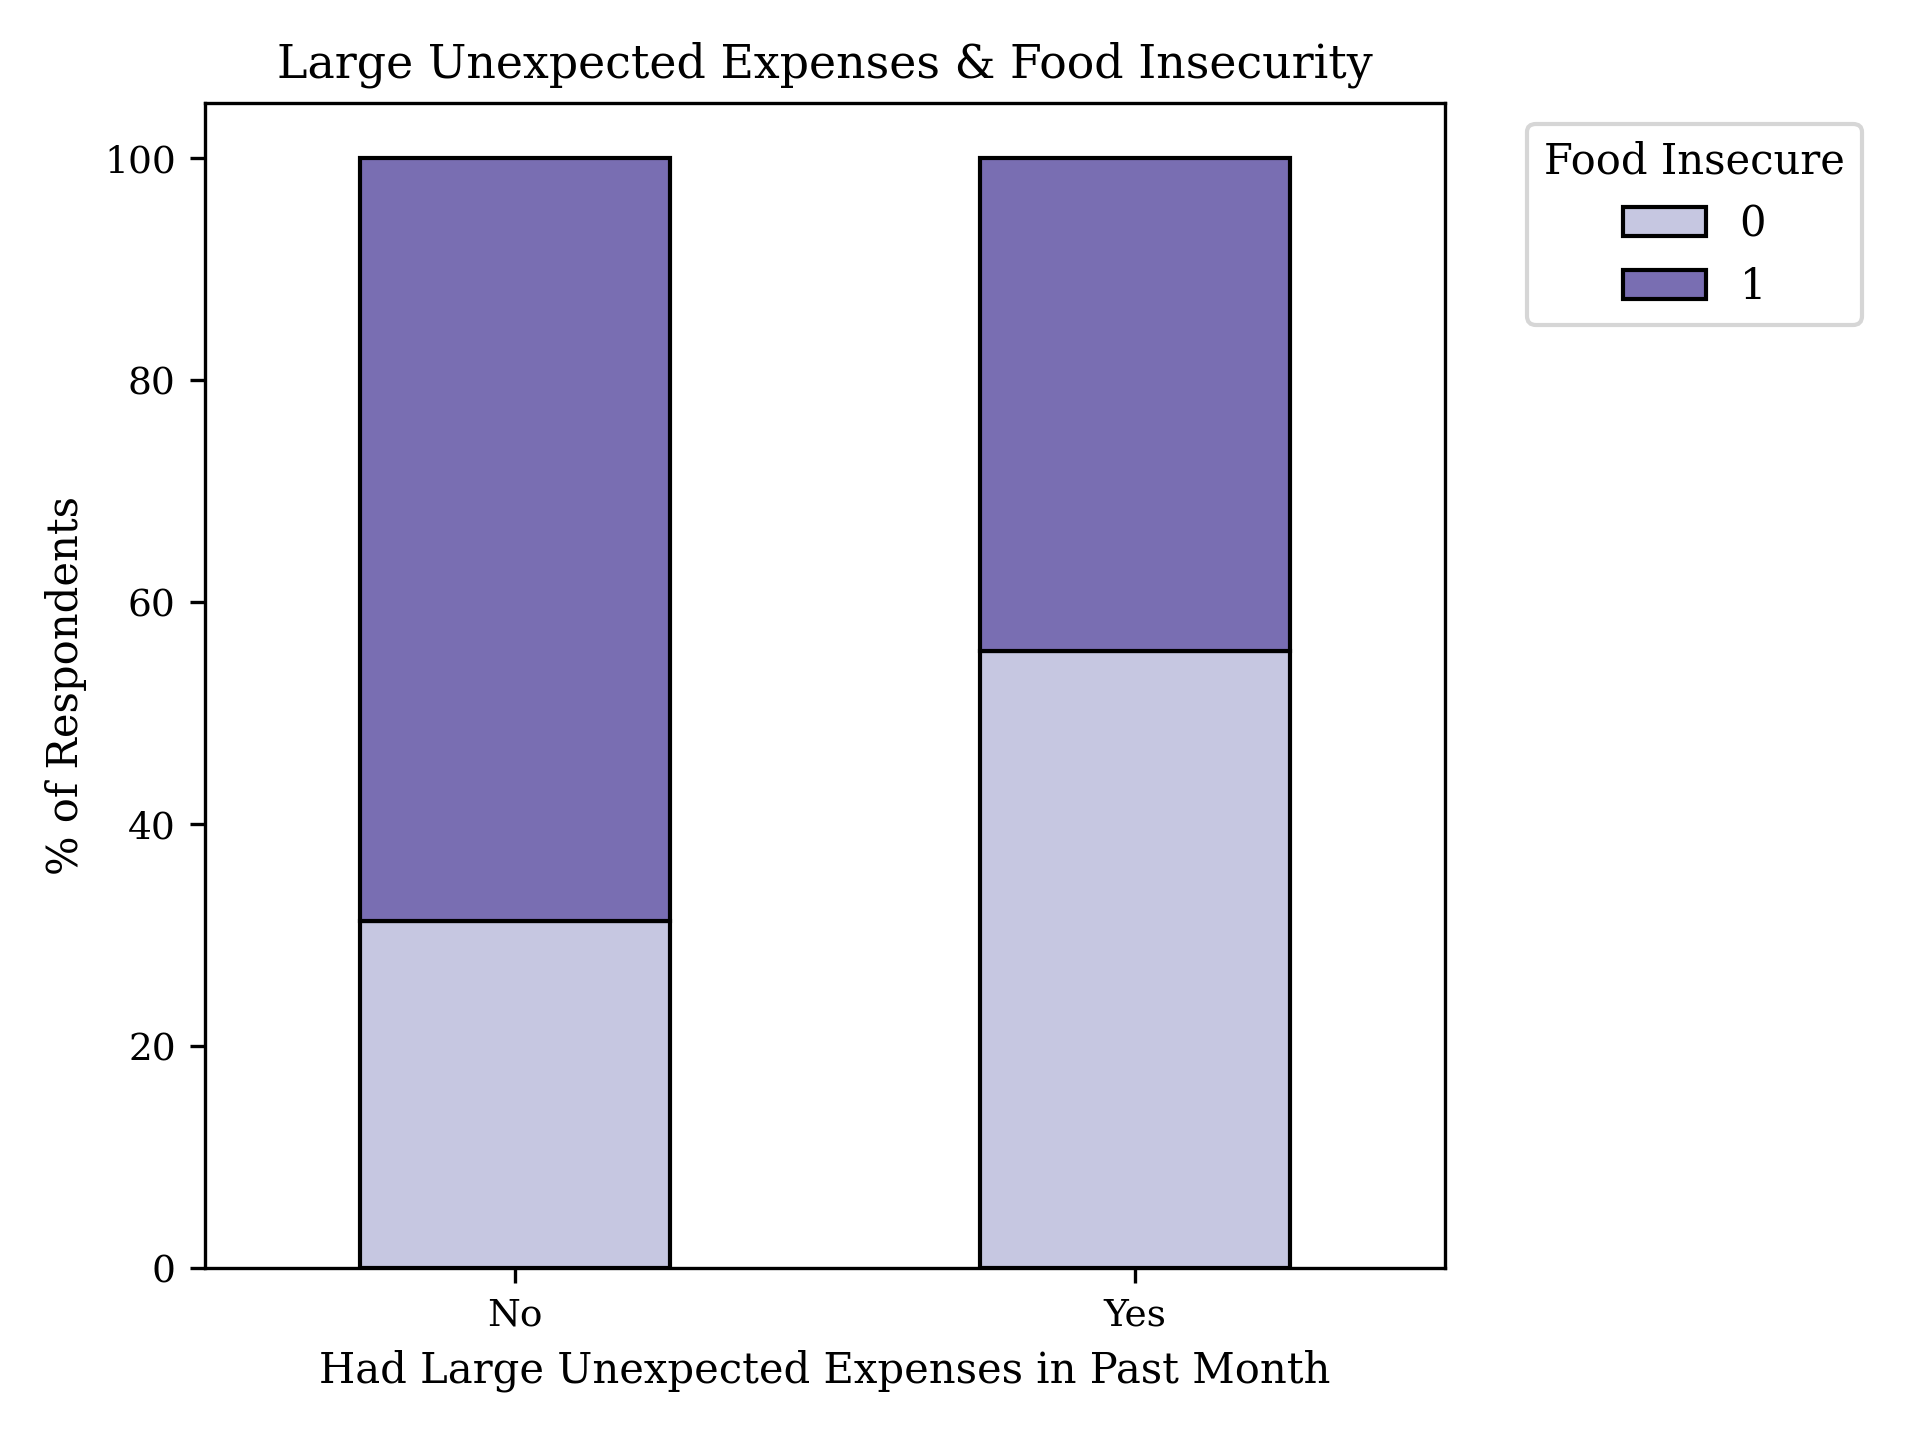 Large Unexpected Expenses & Food Insecurity
Food Insecure
0
1
100
80
60
40
20
0
% of Respondents
No
Yes
Had Large Unexpected Expenses in Past Month